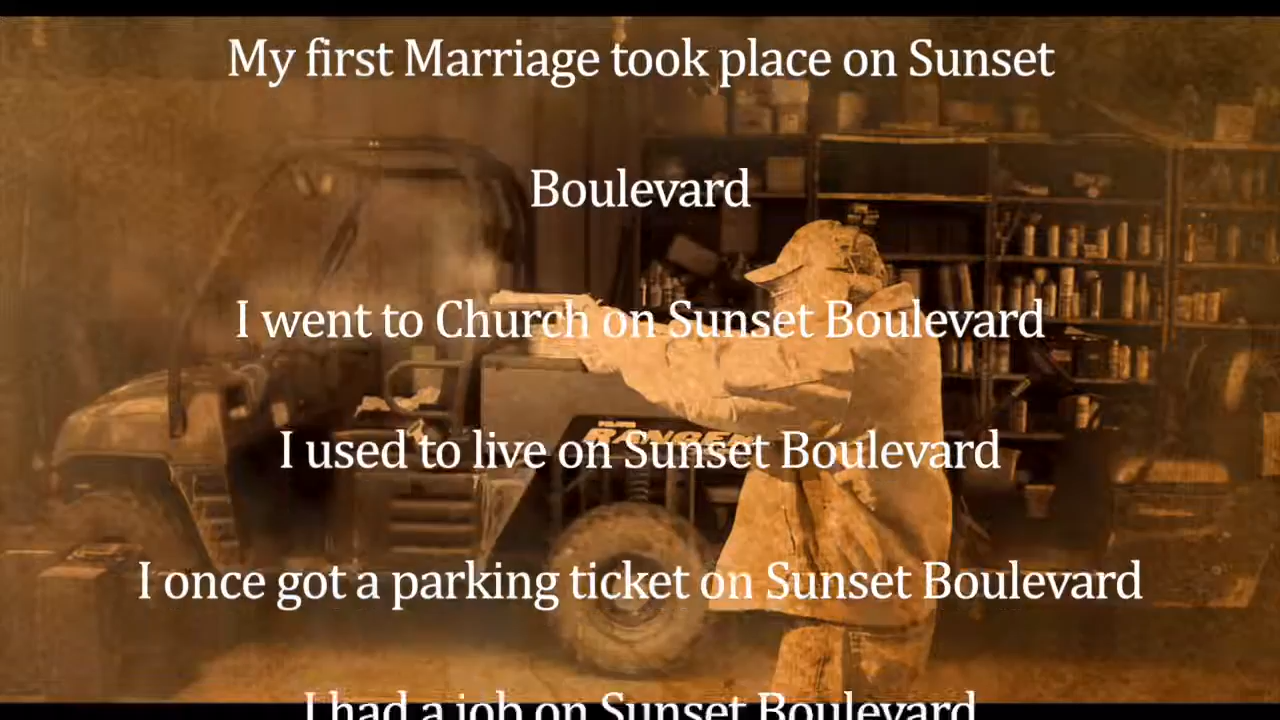 My first Marriage took place on Sunset
Boulevard
I went to Church on Sunset Boulevard
I used to live on Sunset Boulevard
RANGER
I once got a parking ticket on Sunset Boulevard
I had a job on Sunset Boulevard